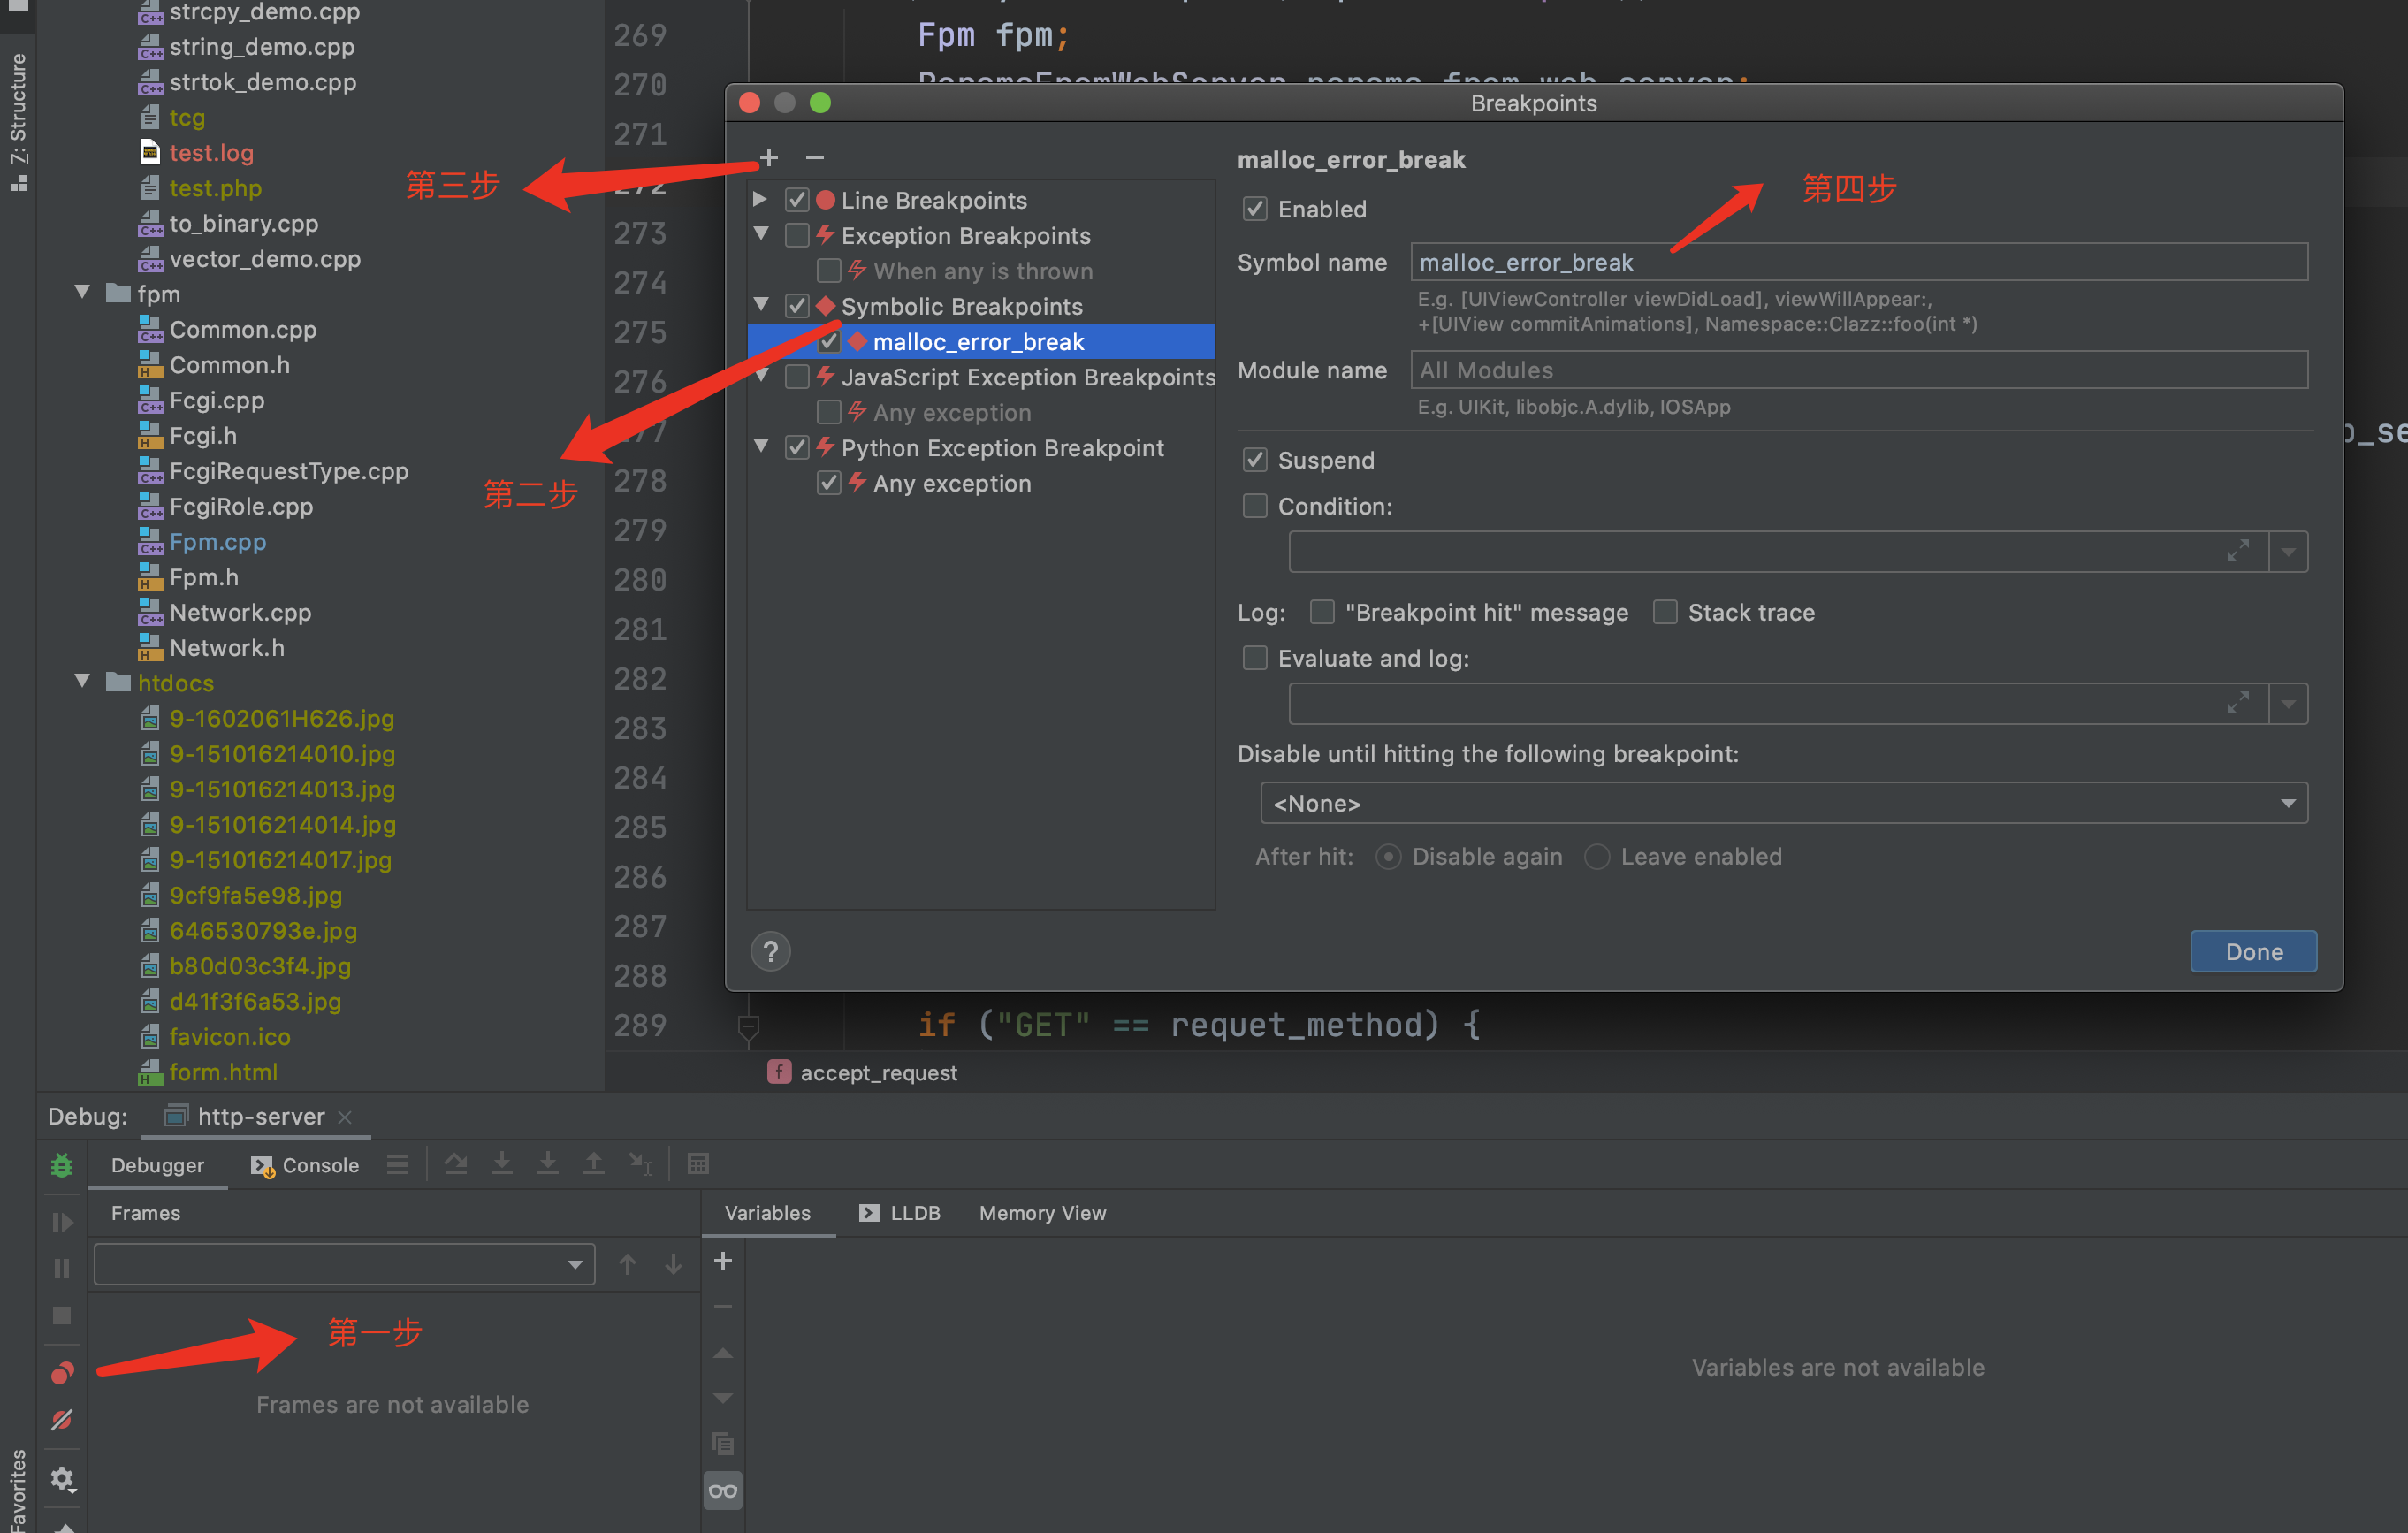 7: Structure
Favorites
strcpy_demo.cpp
string_demo.cpp
strtok_demo.cpp
tcg
test.log
test.php
to_binary.cpp
vector_demo.cpp
fpm
Common.cpp
Common.h
Fcgi.cpp
Fcgi.h
FcgiRequestType.cpp
FcgiRole.cpp
Fpm.cpp
Fpm.h
Network.cpp
Network.h
htdocs
9-1602061H626.jpg
9-151016214010.jpg
9-151016214013.jpg
9-151016214014.jpg
9-151016214017.jpg
9cf9fa5e98.jpg
646530793e.jpg
b80d03c3f4.jpg
d41f3f6a53.jpg
favicon.ico
form.html
269 Fpm fpm;
270 ParamsFpmWebServer params_fpm_web_server;
271
272
273
274
275
276
277
278
279
280
281
282
283
284
285
286
287
288
289 if ("GET" == requet_method) {
b_se
accept_request
第三步
第二步
第四步
第一步
Breakpoints
Line Breakpoints
Exception Breakpoints
When any is thrown
Symbolic Breakpoints
malloc_error_break
JavaScript Exception Breakpoints
Any exception
Python Exception Breakpoint
Any exception
?
malloc_error_break
Enabled
Symbol name malloc_error_break
E.g. [UIViewController viewDidLoad], viewWillAppear:,
+[UIView commitAnimations], Namespace::Clazz::foo(int *)
Module name All Modules
E.g. UIKit, libobjc.A.dylib, IOSApp
Suspend
Condition:
Log: "Breakpoint hit" message Stack trace
Evaluate and log:
Disable until hitting the following breakpoint:
<None>
After hit: Disable again Leave enabled
Done
Debug: http-server
Debugger Console
Frames
Variables LLDB Memory View
Frames are not available
Variables are not available